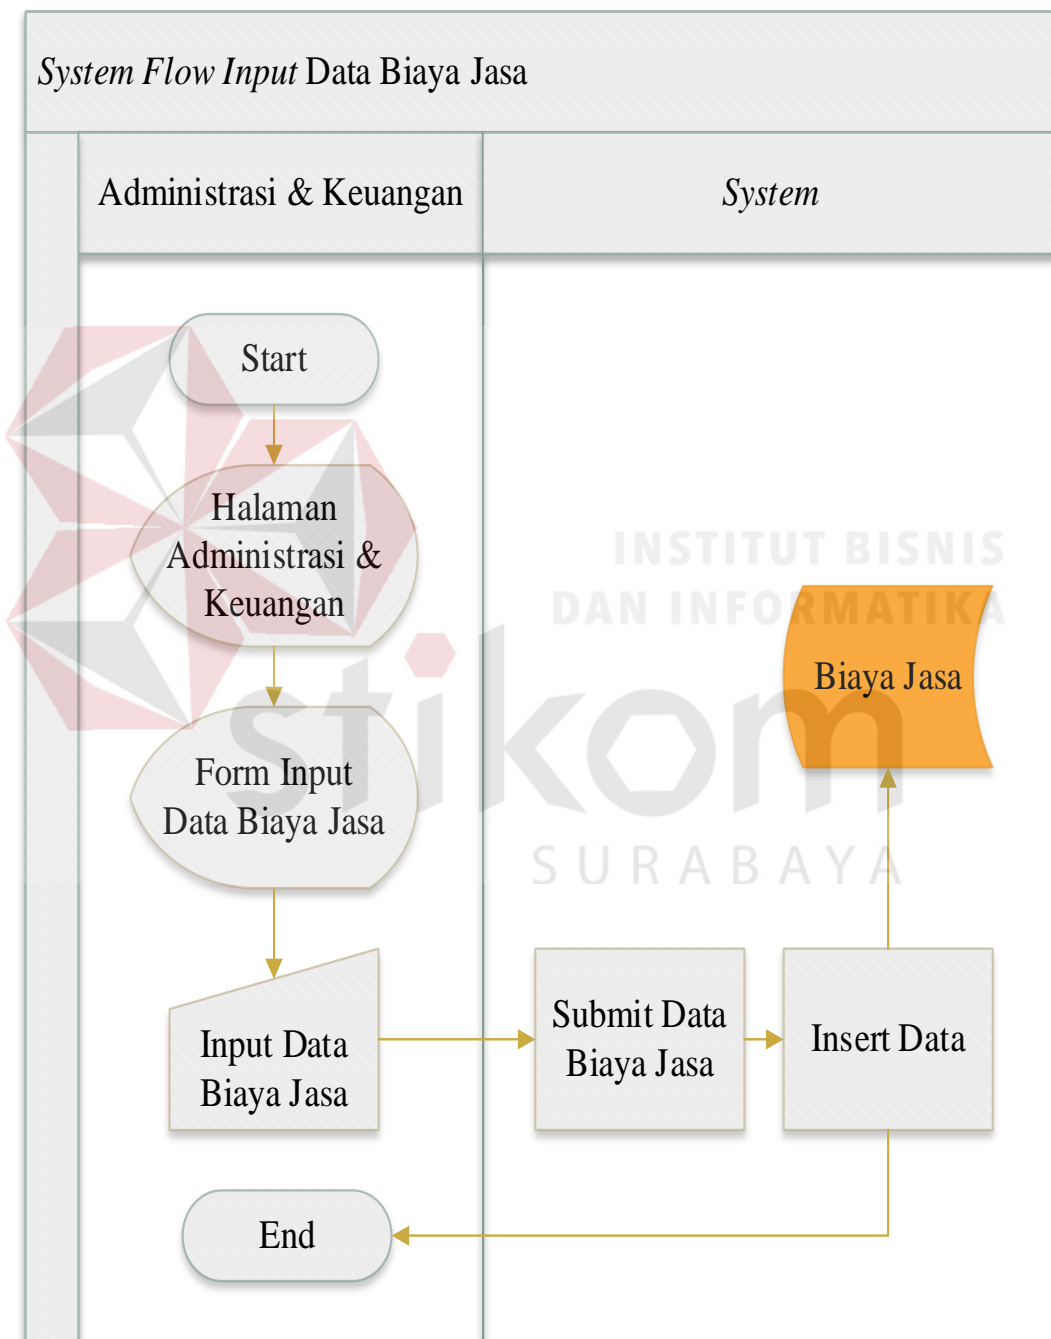 System Flow Input Data Biaya Jasa
Administrasi & Keuangan
System
Start
Halaman
Administrasi &
Keuangan
INSTITUT BISNIS
DAN INFORMATIKA
stikom
SURABAYA
Biaya Jasa
Form Input
Data Biaya Jasa
Input Data
Biaya Jasa
Submit Data
Biaya Jasa
Insert Data
End